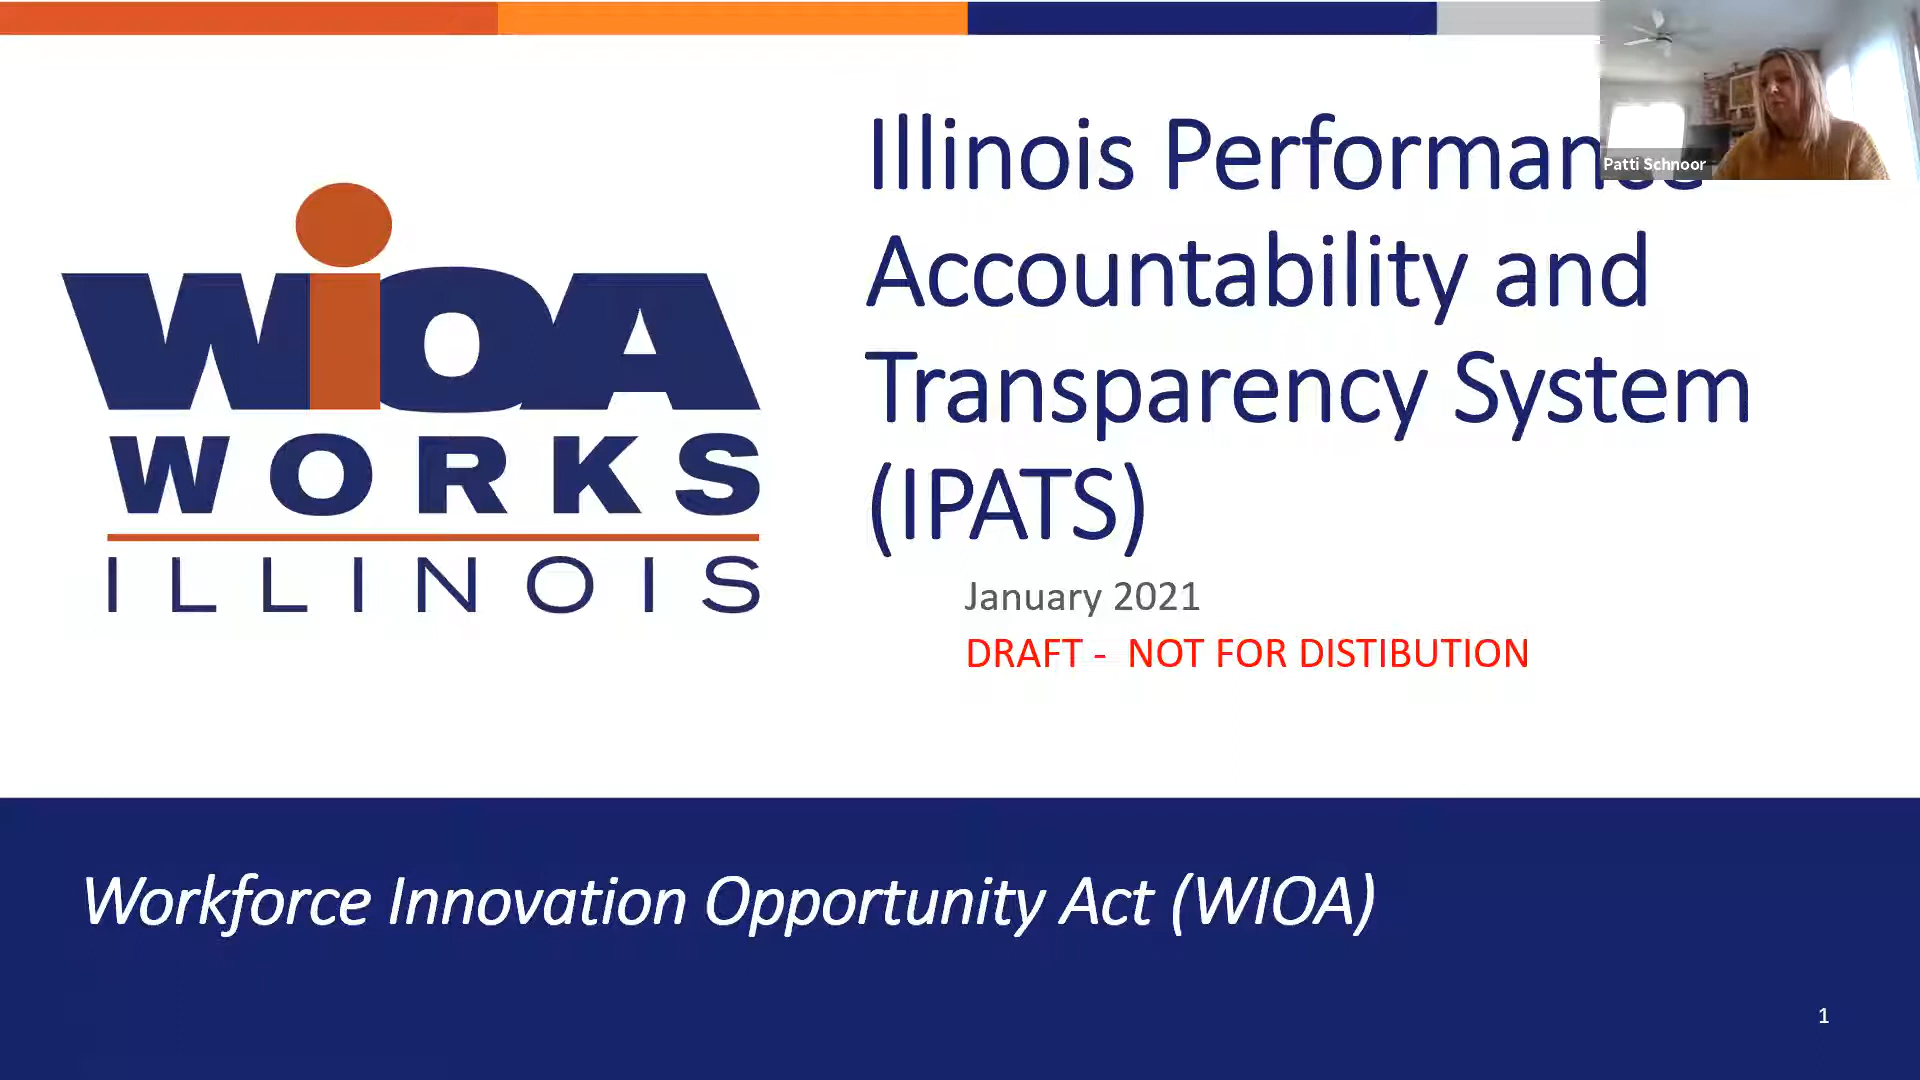 WiOA
WORKS
ILLINOIS
Illinois Performance
Accountability and
Transparency System
(IPATS)
January 2021
DRAFT - NOT FOR DISTIBUTION
Patti Schnoor
Workforce Innovation Opportunity Act (WIOA)
1